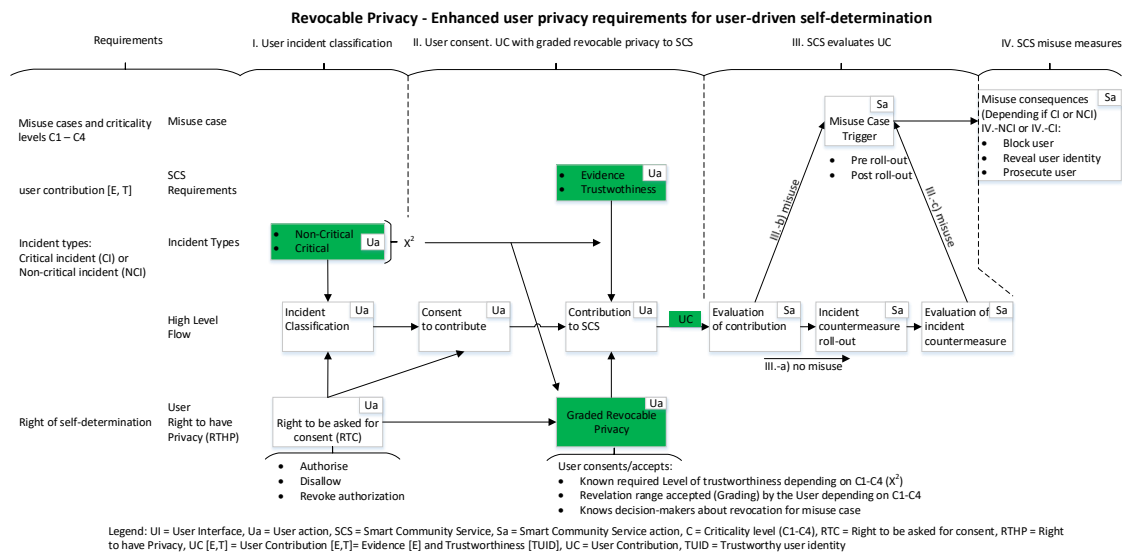 Revocable Privacy - Enhanced user privacy requirements for user-driven self-determination
Requirements
I. User incident classification
II. User consent. UC with graded revocable privacy to SCS
III. SCS evaluates UC
IV. SCS misuse measures
Misuse cases and criticality
levels C1 – C4
Misuse case
Sa
Misuse Case
Trigger
Pre roll-out
Post roll-out
Misuse consequences
Sa
(Depending if CI or NCI)
IV.-NCI or IV.-CI:
Block user
Reveal user identity
Prosecute user
user contribution [E, T]
SCS
Requirements
Evidence
Ua
Trustwothiness
III.-b) misuse
III.-c) misuse
Incident types:
Critical incident (CI) or
Non-critical incident (NCI)
Incident Types
Non-Critical
Critical
Ua
X²
High Level
Flow
Incident
Classification
Ua
Consent
to contribute
Ua
Contribution
to SCS
Ua
UC
Evaluation
of contribution
Sa
Incident
countermeasure
roll-out
Sa
Evaluation of
incident
countermeasure
Sa
III.-a) no misuse
Right of self-determination
User
Right to have
Privacy (RTHP)
Ua
Right to be asked for
consent (RTC)
Ua
Graded Revocable
Privacy
Authorise
Disallow
Revoke authorization
User consents/accepts:
Known required Level of trustworthiness depending on C1-C4 (X²)
Revelation range accepted (Grading) by the User depending on C1-C4
Knows decision-makers about revocation for misuse case
Legend: UI = User Interface, Ua = User action, SCS = Smart Community Service, Sa = Smart Community Service action, C = Criticality level (C1-C4), RTC = Right to be asked for consent, RTHP = Right
to have Privacy, UC [E,T] = User Contribution [E,T]= Evidence [E] and Trustworthiness [TUID], UC = User Contribution, TUID = Trustworthy user identity